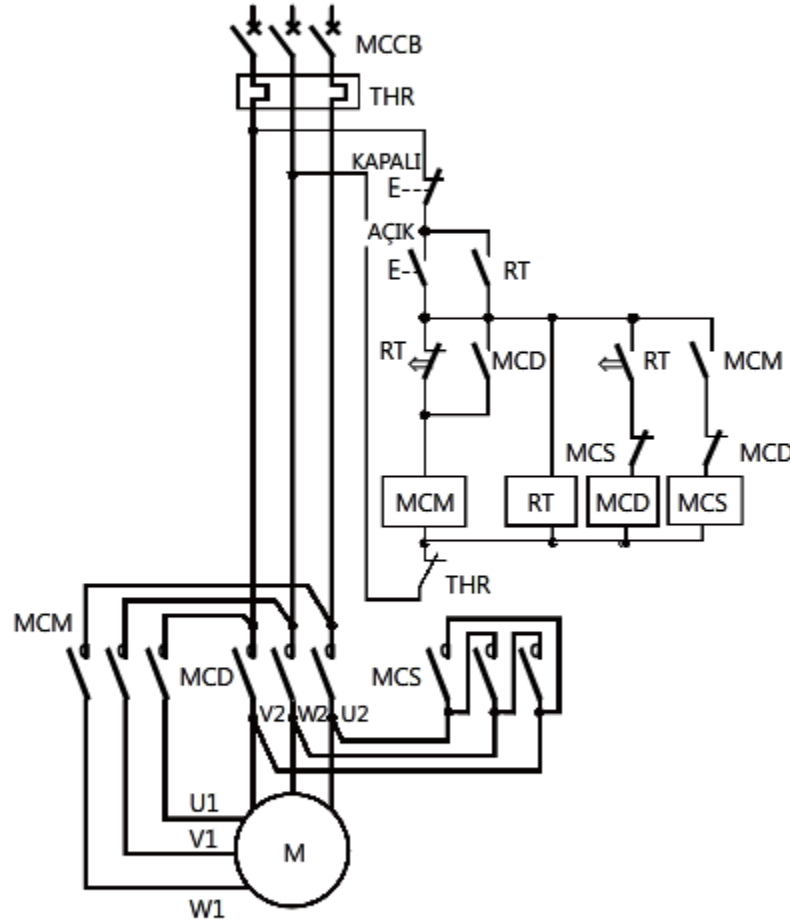 MCCB
THR
KAPALI
E
AÇIK
E
RT
RT
MCD
RT
MCM
MCS
MCD
MCM
RT
MCD
MCS
THR
MCM
MCD
MCS
V2
W2
U2
U1
V1
M
W1